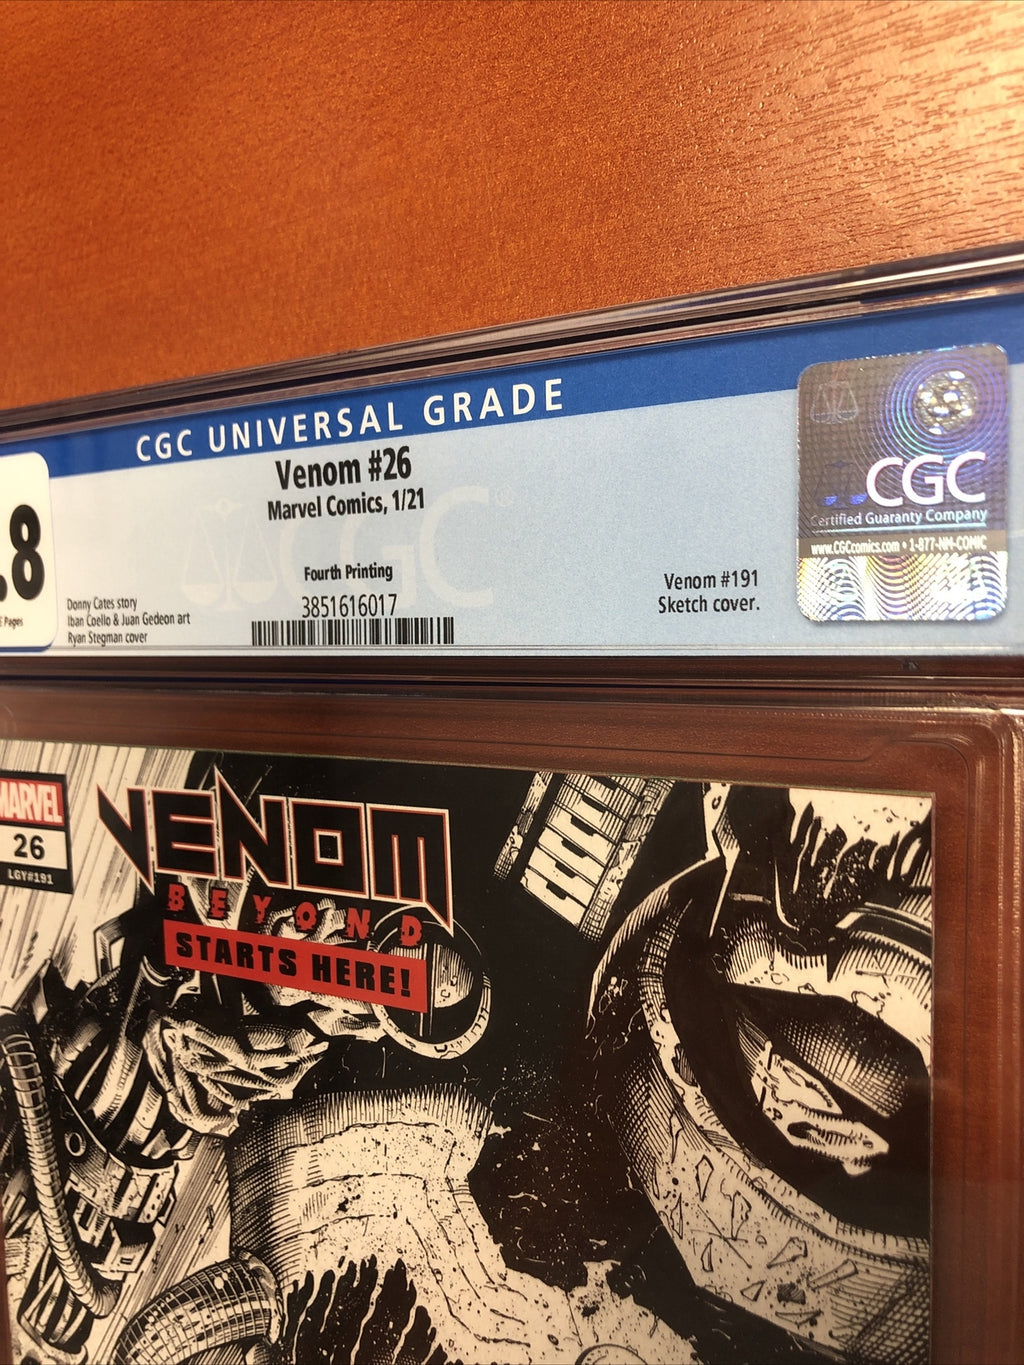 CGC UNIVERSAL GRADE
Venom #26
Marvel Comics, 1/21
.8
Pages
Fourth Printing
3851616017
Donny Cates story
Iban Coello & Juan Gedeon art
Ryan Stegman cover
Venom #191
Sketch cover.
CGC
CGC
Certified Guaranty Company
www.CGCcomics.com • 1-877-NM-COMIC
MARVEL
26
LGY#191
VENOM
BEYOND
STARTS HERE!